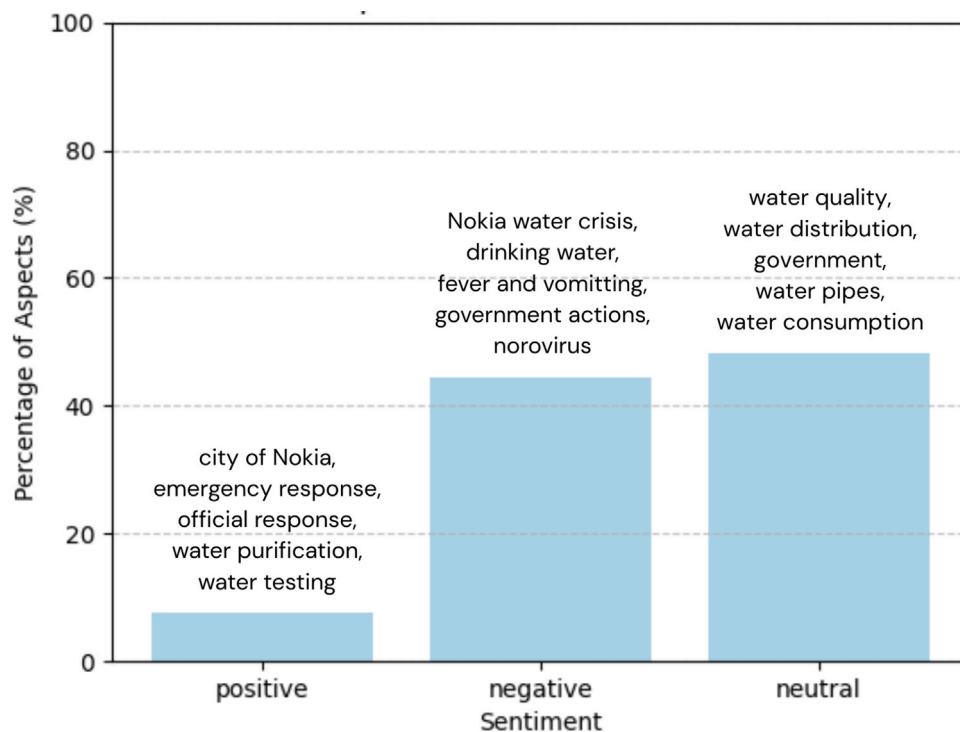 100
80
60
40
20
0
Percentage of Aspects (%)
city of Nokia,
emergency response,
official response,
water purification,
water testing
Nokia water crisis,
drinking water,
fever and vomitting,
government actions,
norovirus
water quality,
water distribution,
government,
water pipes,
water consumption
positive
negative
neutral
Sentiment